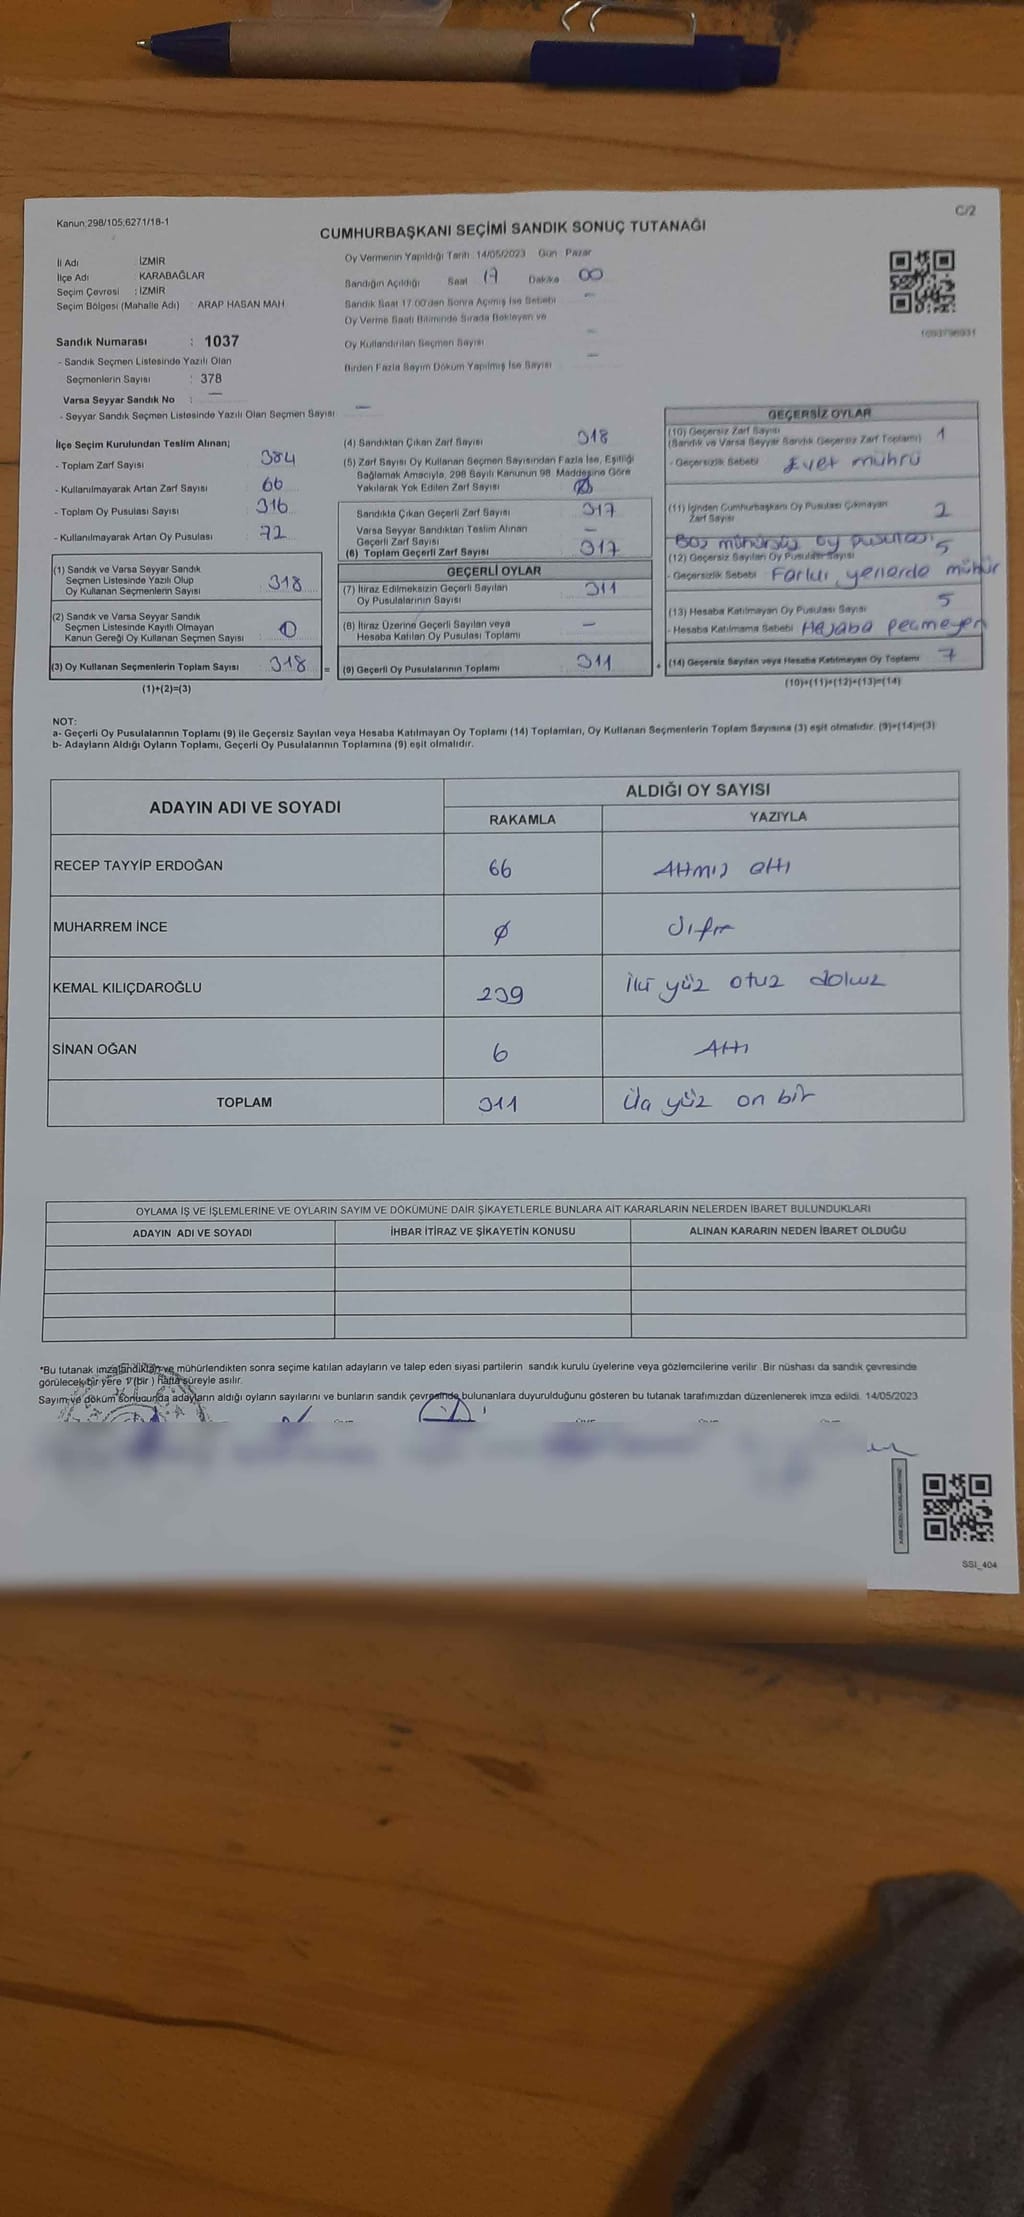 Kanun;298/105,6271/18-1
C/2
CUMHURBAŞKANI SEÇİMİ SANDIK SONUÇ TUTANAĞI
İl Adı : İZMİR
İlçe Adı : KARABAĞLAR
Seçim Çevresi : İZMİR
Seçim Bölgesi (Mahalle Adı) : ARAP HASAN MAH
Sandık Numarası : 1037
- Sandık Seçmen Listesinde Yazılı Olan
Seçmenlerin Sayısı : 378
Varsa Seyyar Sandık No : —
- Seyyar Sandık Seçmen Listesinde Yazılı Olan Seçmen Sayısı —
Oy Vermenin Yapıldığı Tarih : 14/05/2023 Gün : Pazar
Sandığın Açıldığı Saat 17 Dakika 00
Sandık Saat 17.00'den Sonra Açılmış İse Sebebi —
Oy Verme Saati Bitiminde Sırada Bekleyen ve
Oy Kullandırılan Seçmen Sayısı —
Birden Fazla Sayım Döküm Yapılmış İse Sayısı —
İlçe Seçim Kurulundan Teslim Alınan;
- Toplam Zarf Sayısı 384
- Kullanılmayarak Artan Zarf Sayısı 66
- Toplam Oy Pusulası Sayısı 316
- Kullanılmayarak Artan Oy Pusulası 72
(1) Sandık ve Varsa Seyyar Sandık
Seçmen Listesinde Yazılı Olup
Oy Kullanan Seçmenlerin Sayısı 318
(2) Sandık ve Varsa Seyyar Sandık
Seçmen Listesinde Kayıtlı Olmayan
Kanun Gereği Oy Kullanan Seçmen Sayısı 0
(3) Oy Kullanan Seçmenlerin Toplam Sayısı 318 =
(1)+(2)=(3)
(4) Sandıktan Çıkan Zarf Sayısı 318
(5) Zarf Sayısı Oy Kullanan Seçmen Sayısından Fazla İse, Eşitliği
Sağlamak Amacıyla, 298 Sayılı Kanunun 98. Maddesine Göre
Yakılarak Yok Edilen Zarf Sayısı Ø
Sandıkta Çıkan Geçerli Zarf Sayısı 317
Varsa Seyyar Sandıktan Teslim Alınan
Geçerli Zarf Sayısı —
(6) Toplam Geçerli Zarf Sayısı 317
GEÇERLİ OYLAR
(7) İtiraz Edilmeksizin Geçerli Sayılan
Oy Pusulalarının Sayısı 311
(8) İtiraz Üzerine Geçerli Sayılan veya
Hesaba Katılan Oy Pusulası Toplamı —
(9) Geçerli Oy Pusulalarının Toplamı 311 +
GEÇERSİZ OYLAR
(10) Geçersiz Zarf Sayısı
(Sandık ve Varsa Seyyar Sandık Geçersiz Zarf Toplamı) 1
- Geçersizlik Sebebi Evet mührü
(11) İçinden Cumhurbaşkanı Oy Pusulası Çıkmayan
Zarf Sayısı 2
Boş mühürsüz oy pusulası
(12) Geçersiz Sayılan Oy Pusulası Sayısı 5
- Geçersizlik Sebebi Farklı yerlerde mühür
(13) Hesaba Katılmayan Oy Pusulası Sayısı 5
- Hesaba Katılmama Sebebi Hesaba geçmeyen
(14) Geçersiz Sayılan veya Hesaba Katılmayan Oy Toplamı 7
(10)+(11)+(12)+(13)=(14)
NOT:
a- Geçerli Oy Pusulalarının Toplamı (9) ile Geçersiz Sayılan veya Hesaba Katılmayan Oy Toplamı (14) Toplamları, Oy Kullanan Seçmenlerin Toplam Sayısına (3) eşit olmalıdır. (9)+(14)=(3)
b- Adayların Aldığı Oyların Toplamı, Geçerli Oy Pusulalarının Toplamına (9) eşit olmalıdır.
ADAYIN ADI VE SOYADI
ALDIĞI OY SAYISI
RAKAMLA YAZIYLA
RECEP TAYYİP ERDOĞAN 66 Altmış altı
MUHARREM İNCE Ø Sıfır
KEMAL KILIÇDAROĞLU 239 İki yüz otuz dokuz
SİNAN OĞAN 6 Altı
TOPLAM 311 Üç yüz on bir
OYLAMA İŞ VE İŞLEMLERİNE VE OYLARIN SAYIM VE DÖKÜMÜNE DAİR ŞİKAYETLERLE BUNLARA AİT KARARLARIN NELERDEN İBARET BULUNDUKLARI
ADAYIN ADI VE SOYADI İHBAR İTİRAZ VE ŞİKAYETİN KONUSU ALINAN KARARIN NEDEN İBARET OLDUĞU
*Bu tutanak imzalandıktan ve mühürlendikten sonra seçime katılan adayların ve talep eden siyasi partilerin sandık kurulu üyelerine veya gözlemcilerine verilir. Bir nüshası da sandık çevresinde
görülecek bir yere 1 (bir) hafta süreyle asılır.
Sayım ve döküm sonucunda adayların aldığı oyların sayılarını ve bunların sandık çevresinde bulunanlara duyurulduğunu gösteren bu tutanak tarafımızdan düzenlenerek imza edildi. 14/05/2023
SSI_404